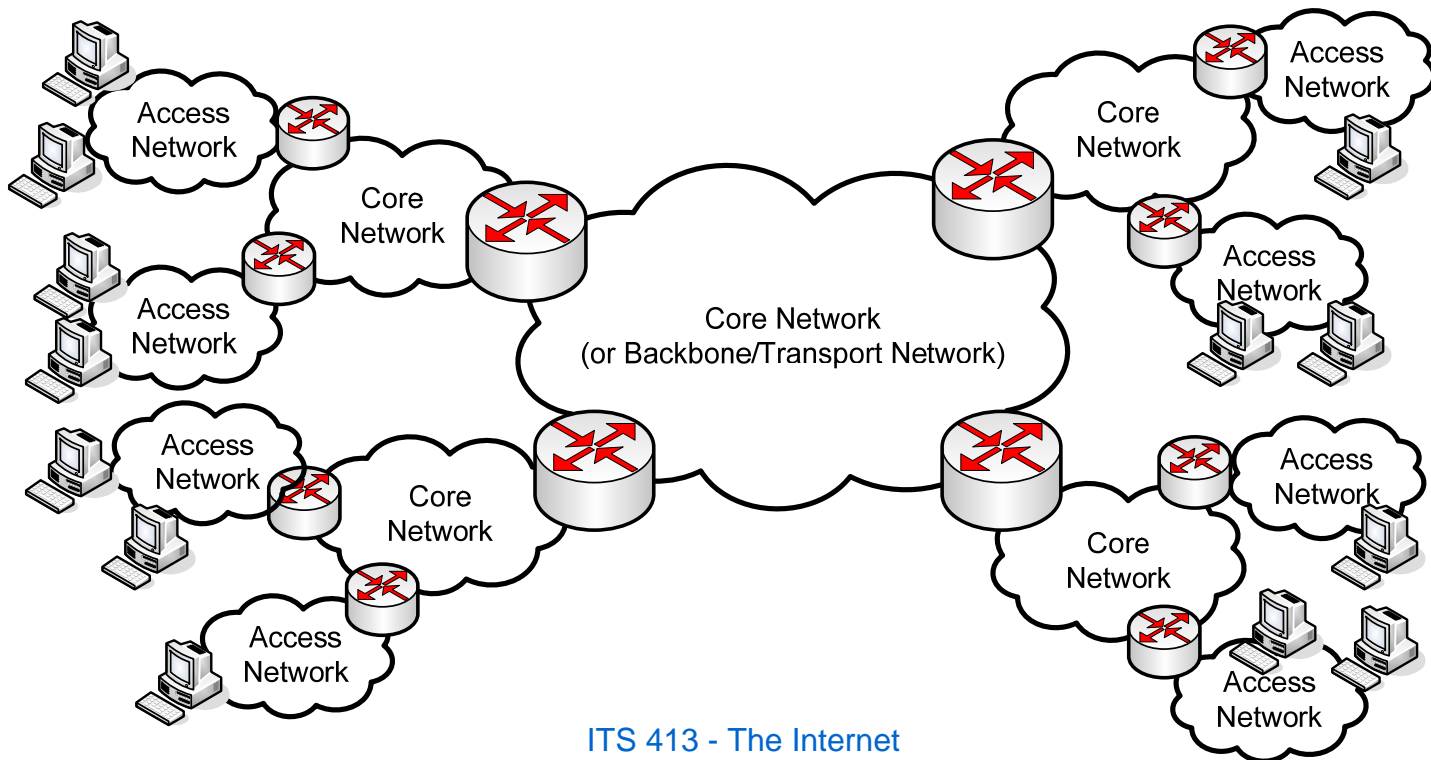 Access
Network
Core
Network
Access
Network
Access
Network
Core
Network
Access
Network
Core Network
(or Backbone/Transport Network)
Core
Network
Access
Network
Access
Network
Access
Network
Core
Network
Access
Network
ITS 413 - The Internet